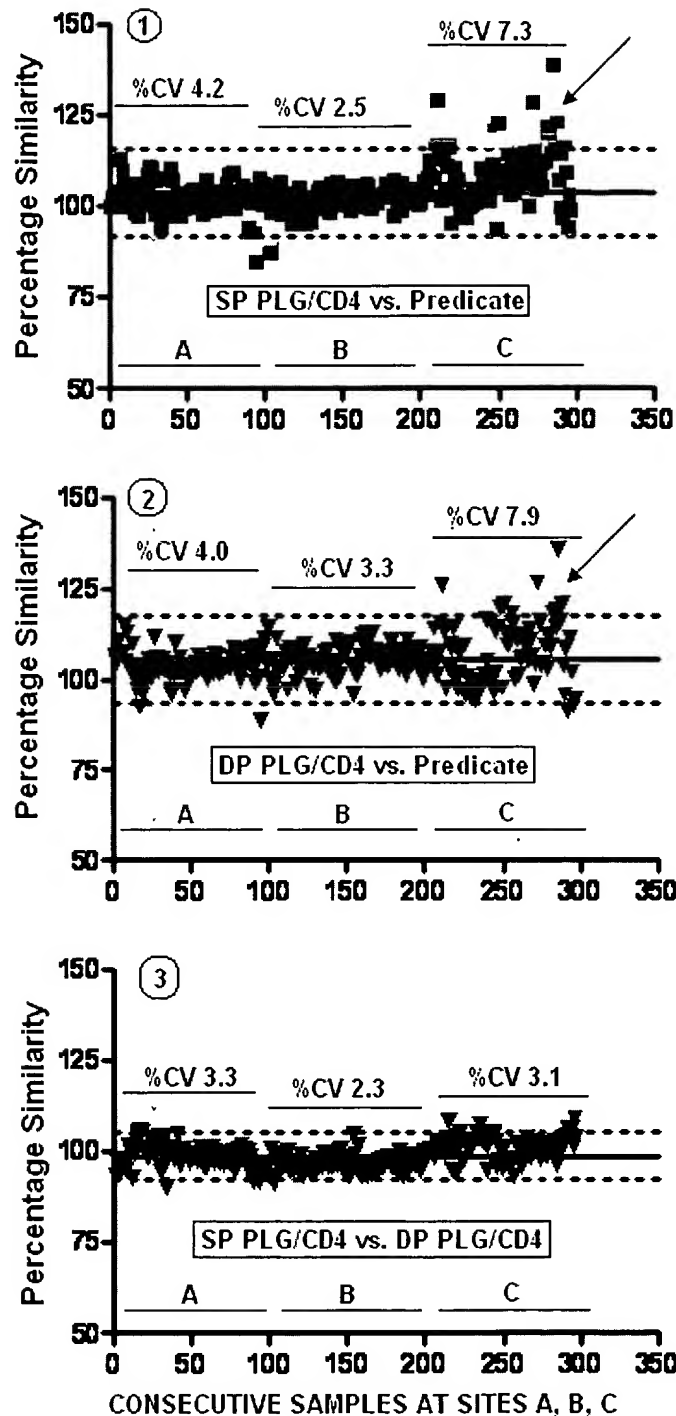 150
1
%CV 7.3
%CV 4.2
%CV 2.5
125
100
75
50
Percentage Similarity
SP PLG/CD4 vs. Predicate
A B C
0 50 100 150 200 250 300 350
150
2
%CV 7.9
%CV 4.0
%CV 3.3
125
100
75
50
Percentage Similarity
DP PLG/CD4 vs. Predicate
A B C
0 50 100 150 200 250 300 350
150
3
%CV 3.3
%CV 2.3
%CV 3.1
125
100
75
50
Percentage Similarity
SP PLG/CD4 vs. DP PLG/CD4
A B C
0 50 100 150 200 250 300 350
CONSECUTIVE SAMPLES AT SITES A, B, C